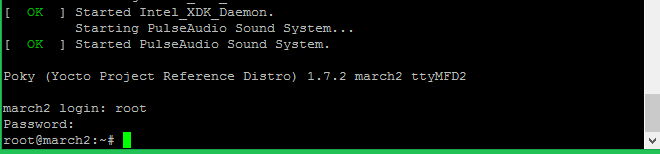 [  OK  ] Started Intel_XDK_Daemon.
Starting PulseAudio Sound System...
[  OK  ] Started PulseAudio Sound System.
Poky (Yocto Project Reference Distro) 1.7.2 march2 ttyMFD2
march2 login: root
Password:
root@march2:~#